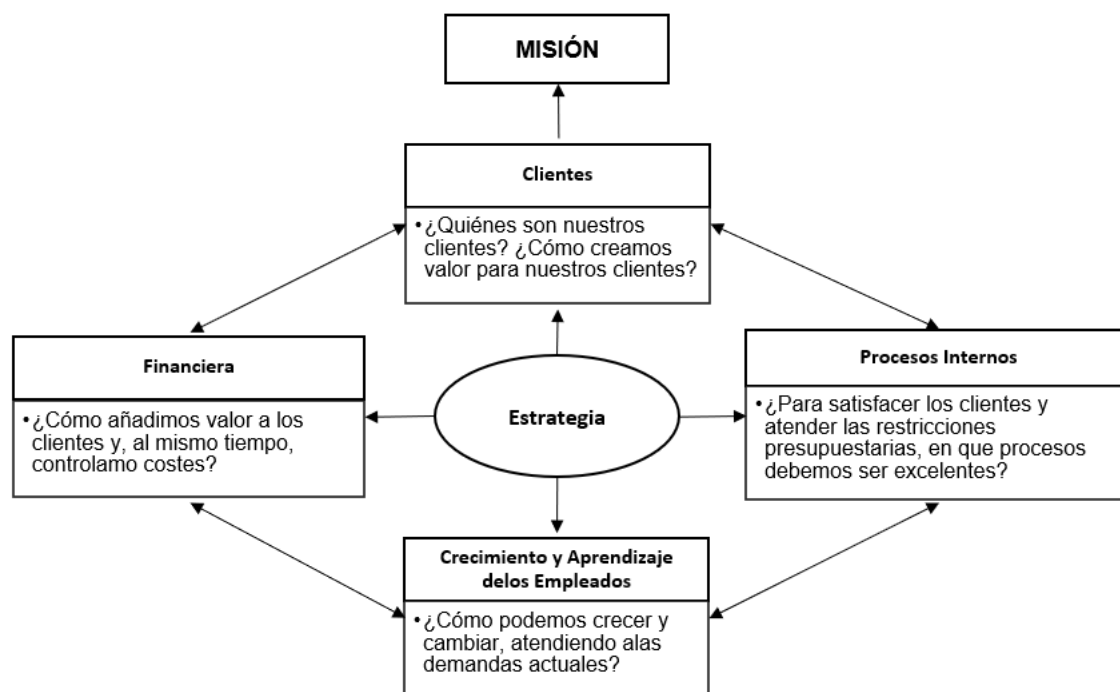 MISIÓN
Clientes
•¿Quiénes son nuestros
clientes? ¿Cómo creamos
valor para nuestros clientes?
Financiera
•¿Cómo añadimos valor a los
clientes y, al mismo tiempo,
controlamo costes?
Estrategia
Procesos Internos
•¿Para satisfacer los clientes y
atender las restricciones
presupuestarias, en que procesos
debemos ser excelentes?
Crecimiento y Aprendizaje
delos Empleados
•¿Cómo podemos crecer y
cambiar, atendiendo alas
demandas actuales?